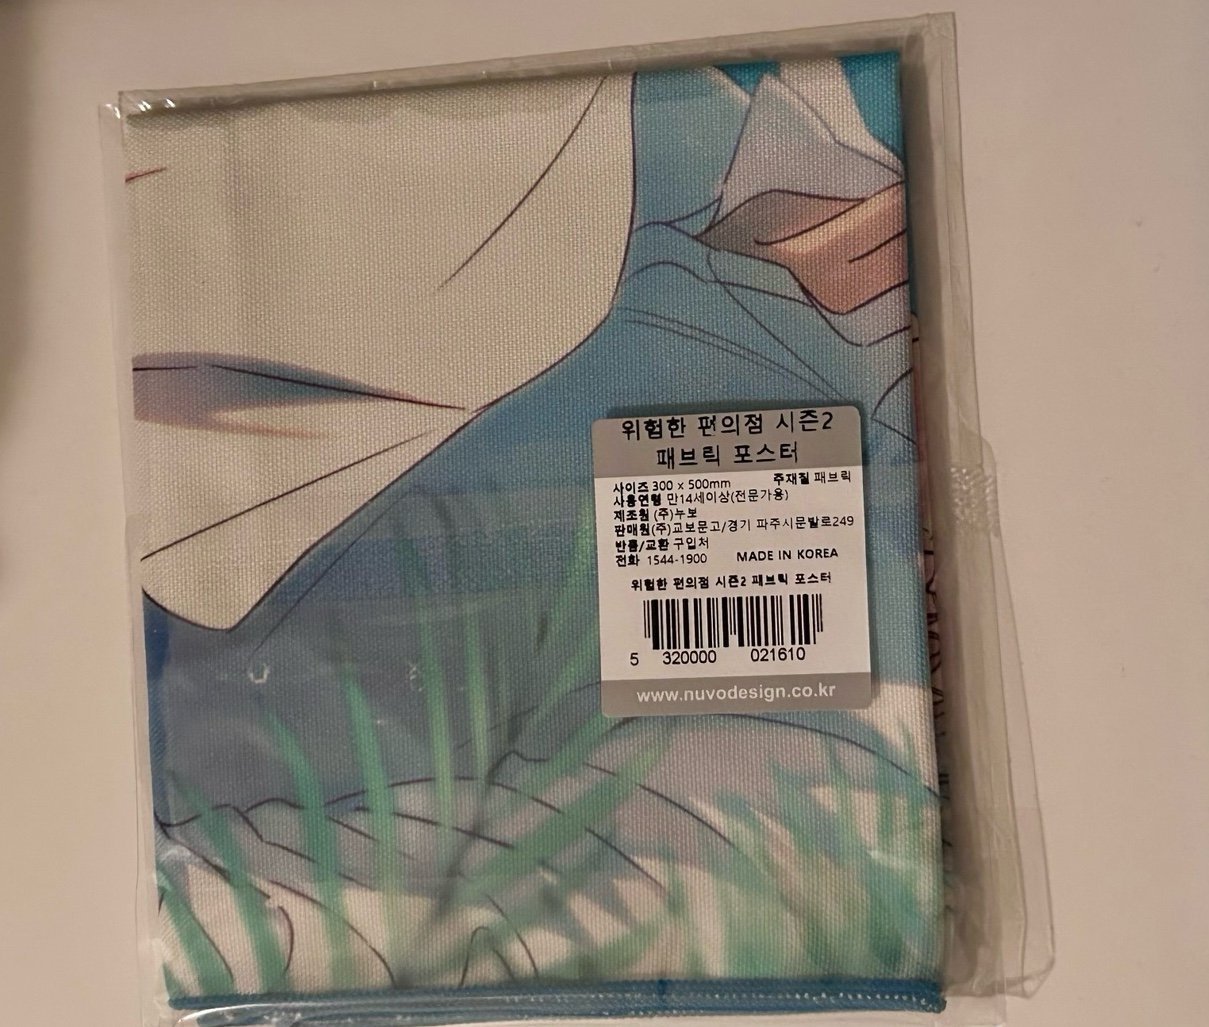 위험한 편의점 시즌2
패브릭 포스터
사이즈 300 x 500mm 주재질 패브릭
사용연령 만14세이상(전문가용)
제조원 (주)누보
판매원(주)교보문고/경기 파주시문발로249
반품/교환 구입처
전화 1544-1900 MADE IN KOREA
위험한 편의점 시즌2 패브릭 포스터
5 320000 021610
www.nuvodesign.co.kr